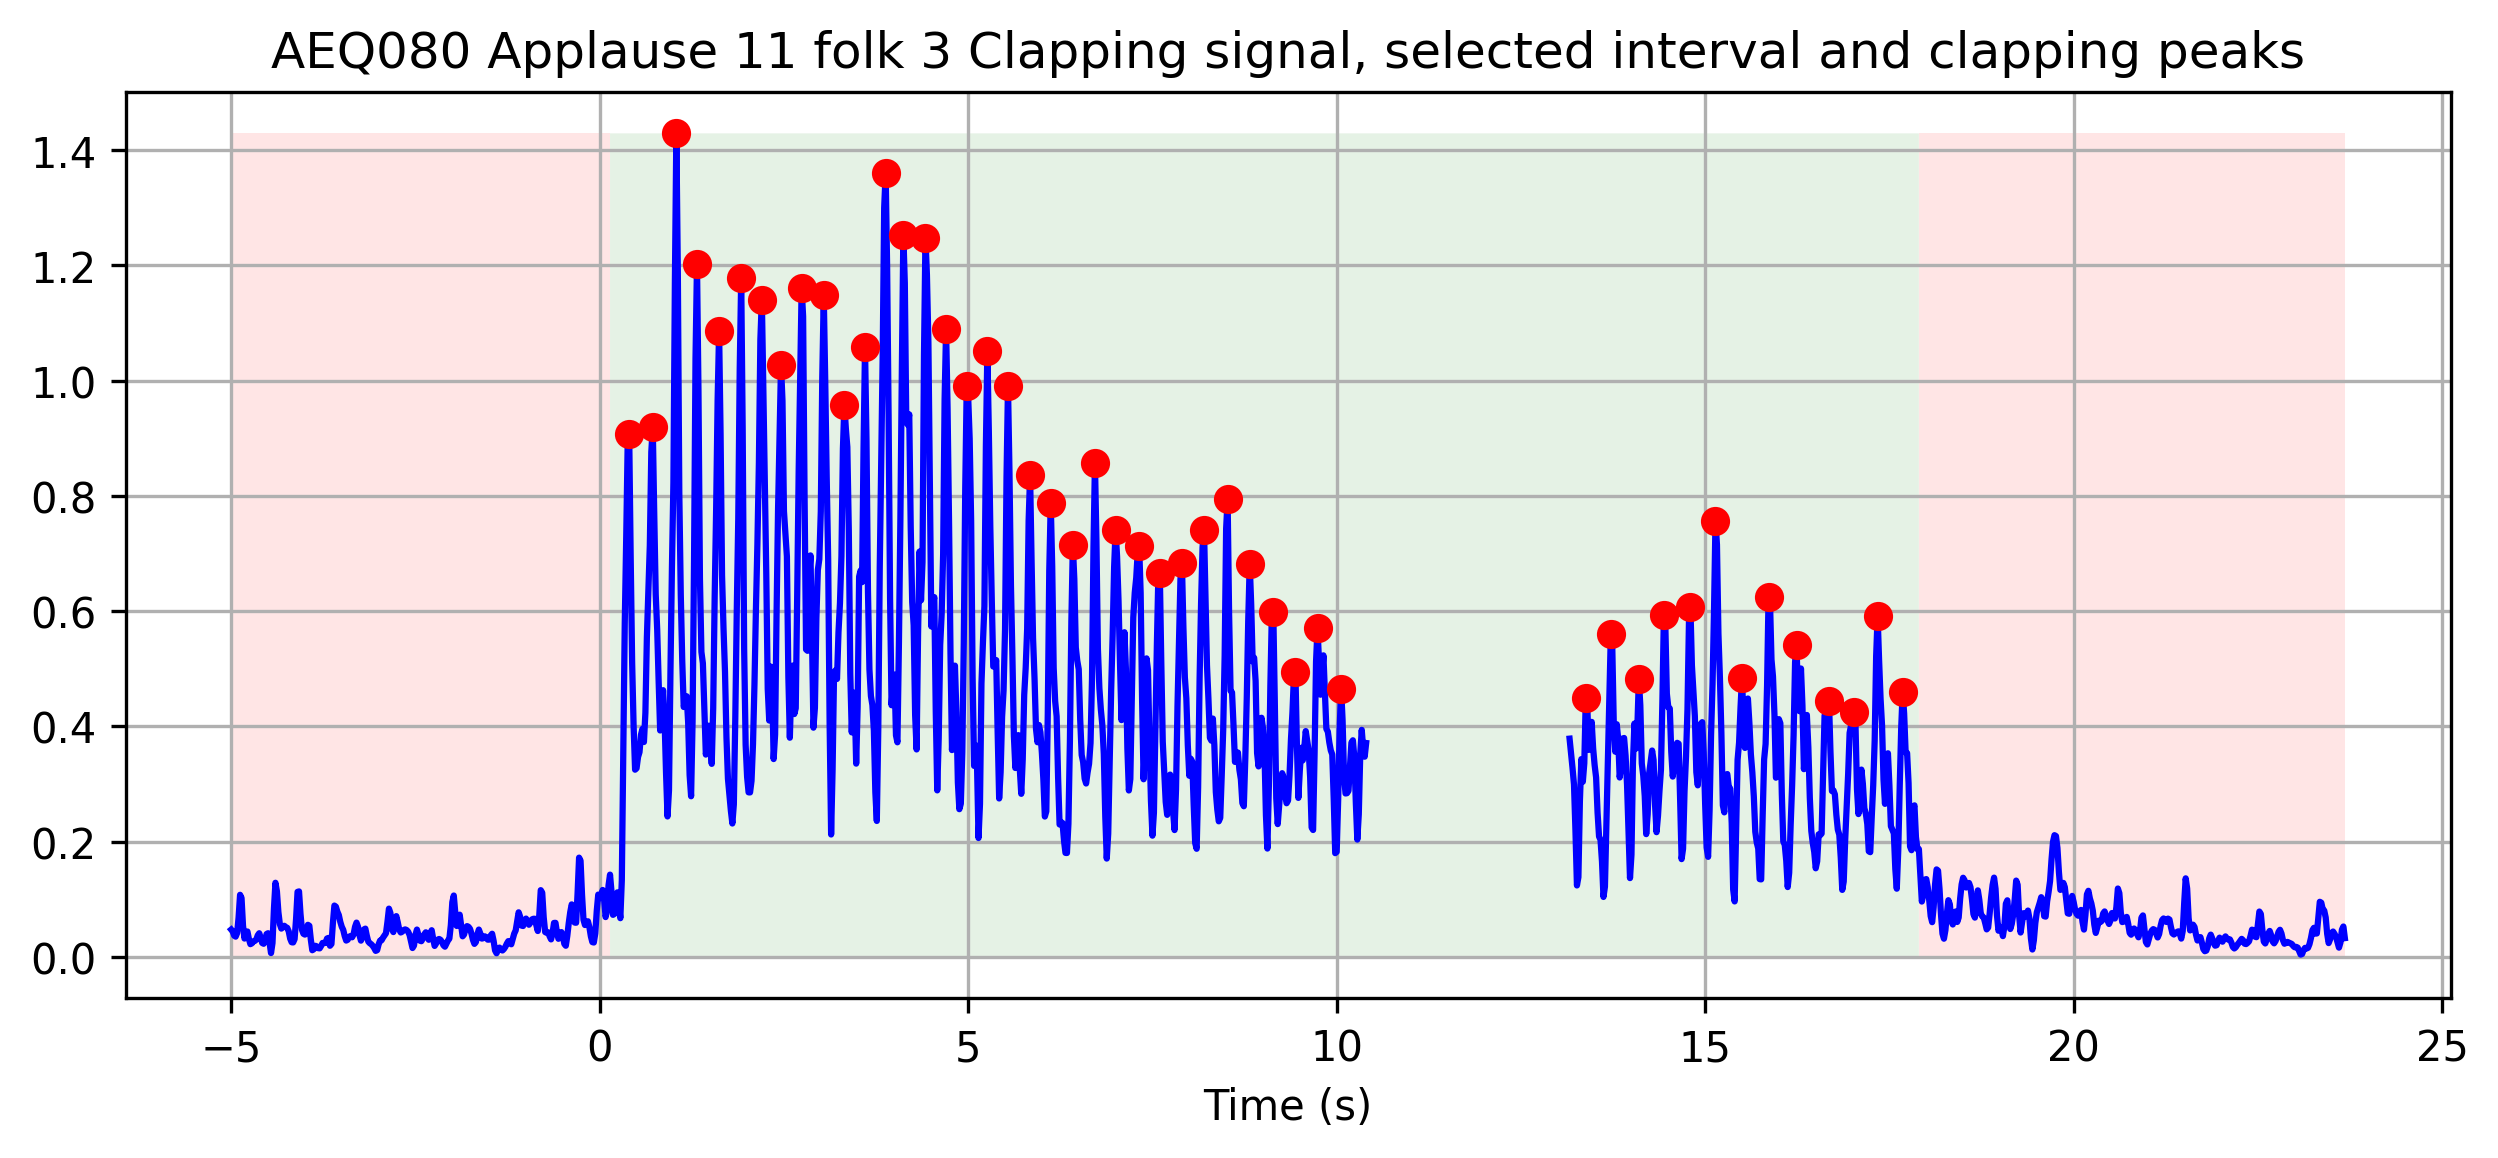 AEQ080 Applause 11 folk 3 Clapping signal, selected interval and clapping peaks
1.4
1.2
1.0
0.8
0.6
0.4
0.2
0.0
−5 0 5 10 15 20 25
Time (s)